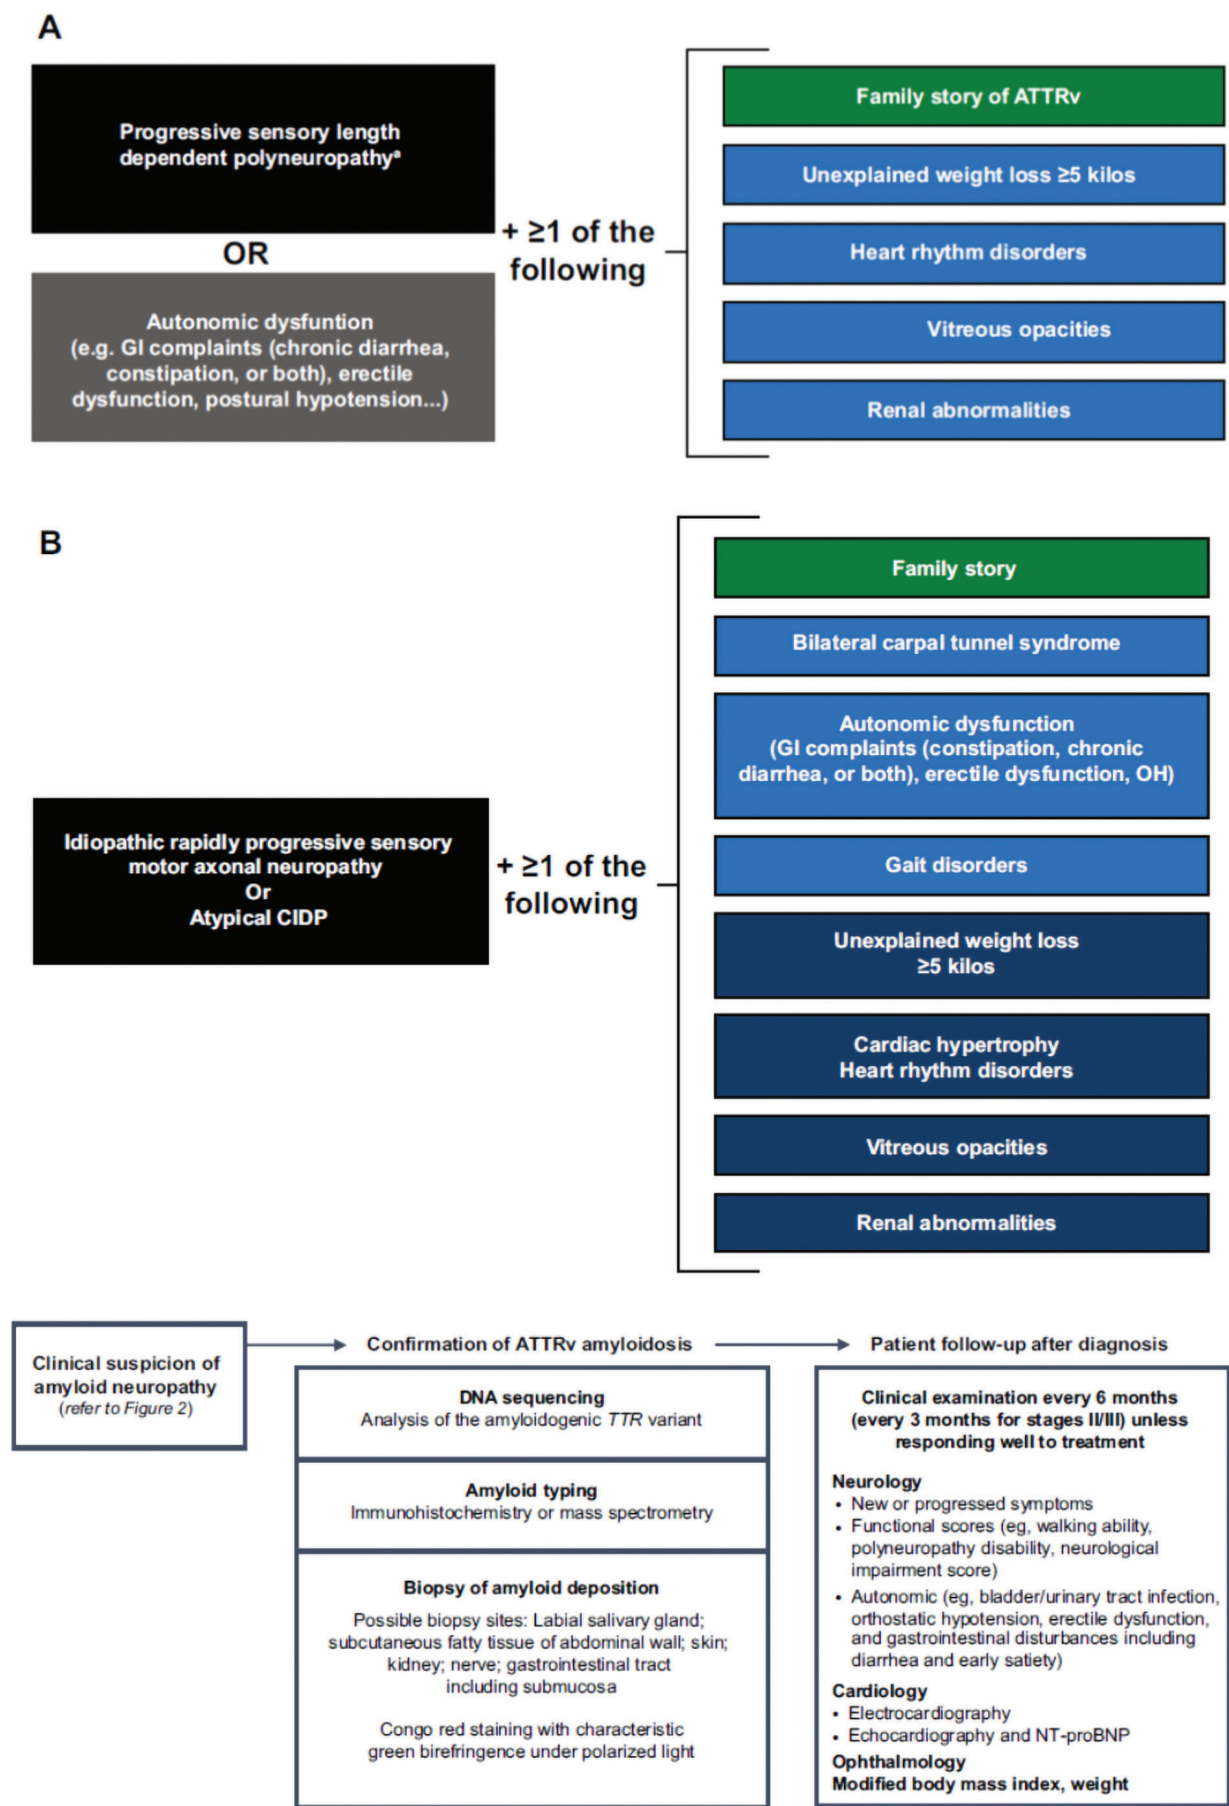 A
Progressive sensory length
dependent polyneuropathyª
OR
Autonomic dysfuntion
(e.g. GI complaints (chronic diarrhea,
constipation, or both), erectile
dysfunction, postural hypotension...)
+ ≥1 of the
following
Family story of ATTRv
Unexplained weight loss ≥5 kilos
Heart rhythm disorders
Vitreous opacities
Renal abnormalities
B
Idiopathic rapidly progressive sensory
motor axonal neuropathy
Or
Atypical CIDP
+ ≥1 of the
following
Family story
Bilateral carpal tunnel syndrome
Autonomic dysfunction
(GI complaints (constipation, chronic
diarrhea, or both), erectile dysfunction, OH)
Gait disorders
Unexplained weight loss
≥5 kilos
Cardiac hypertrophy
Heart rhythm disorders
Vitreous opacities
Renal abnormalities
Clinical suspicion of
amyloid neuropathy
(refer to Figure 2)
Confirmation of ATTRv amyloidosis
DNA sequencing
Analysis of the amyloidogenic TTR variant
Amyloid typing
Immunohistochemistry or mass spectrometry
Biopsy of amyloid deposition
Possible biopsy sites: Labial salivary gland;
subcutaneous fatty tissue of abdominal wall; skin;
kidney; nerve; gastrointestinal tract
including submucosa
Congo red staining with characteristic
green birefringence under polarized light
Patient follow-up after diagnosis
Clinical examination every 6 months
(every 3 months for stages II/III) unless
responding well to treatment
Neurology
• New or progressed symptoms
• Functional scores (eg, walking ability,
polyneuropathy disability, neurological
impairment score)
• Autonomic (eg, bladder/urinary tract infection,
orthostatic hypotension, erectile dysfunction,
and gastrointestinal disturbances including
diarrhea and early satiety)
Cardiology
• Electrocardiography
• Echocardiography and NT-proBNP
Ophthalmology
Modified body mass index, weight